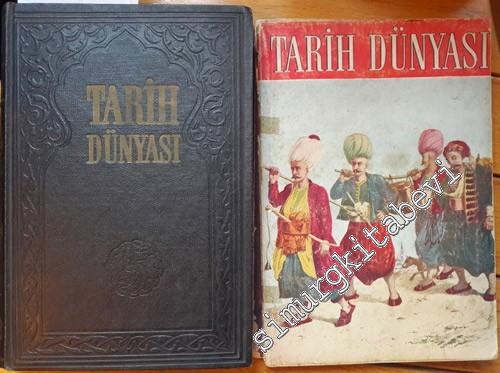 TARİH
DÜNYASI
TARİH DÜNYASI
simurgkitabevi